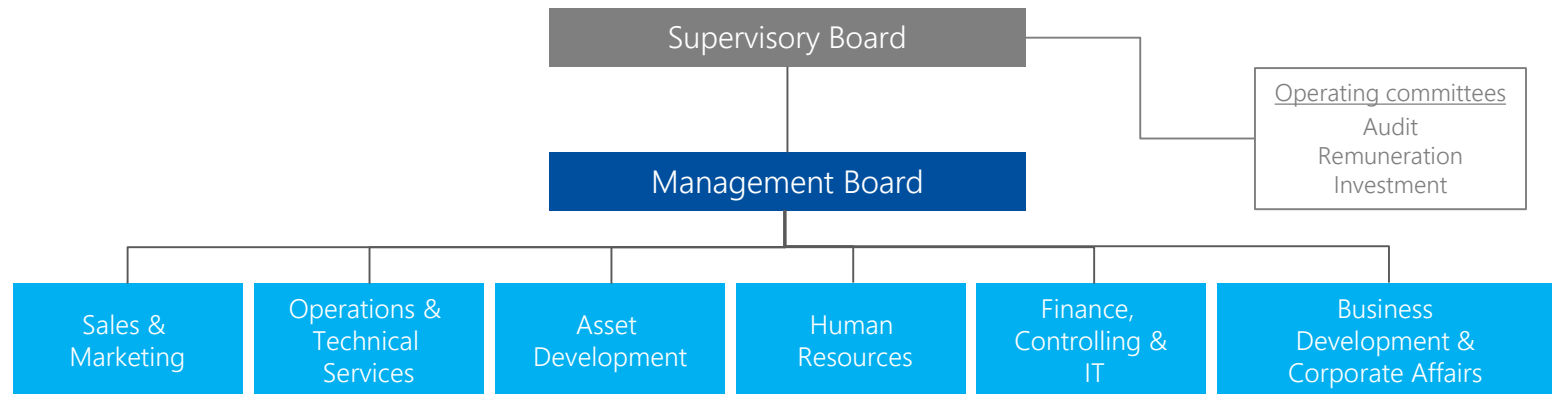 Supervisory Board
Operating committees
Audit
Remuneration
Investment
Management Board
Sales &
Marketing
Operations &
Technical
Services
Asset
Development
Human
Resources
Finance,
Controlling &
IT
Business
Development &
Corporate Affairs